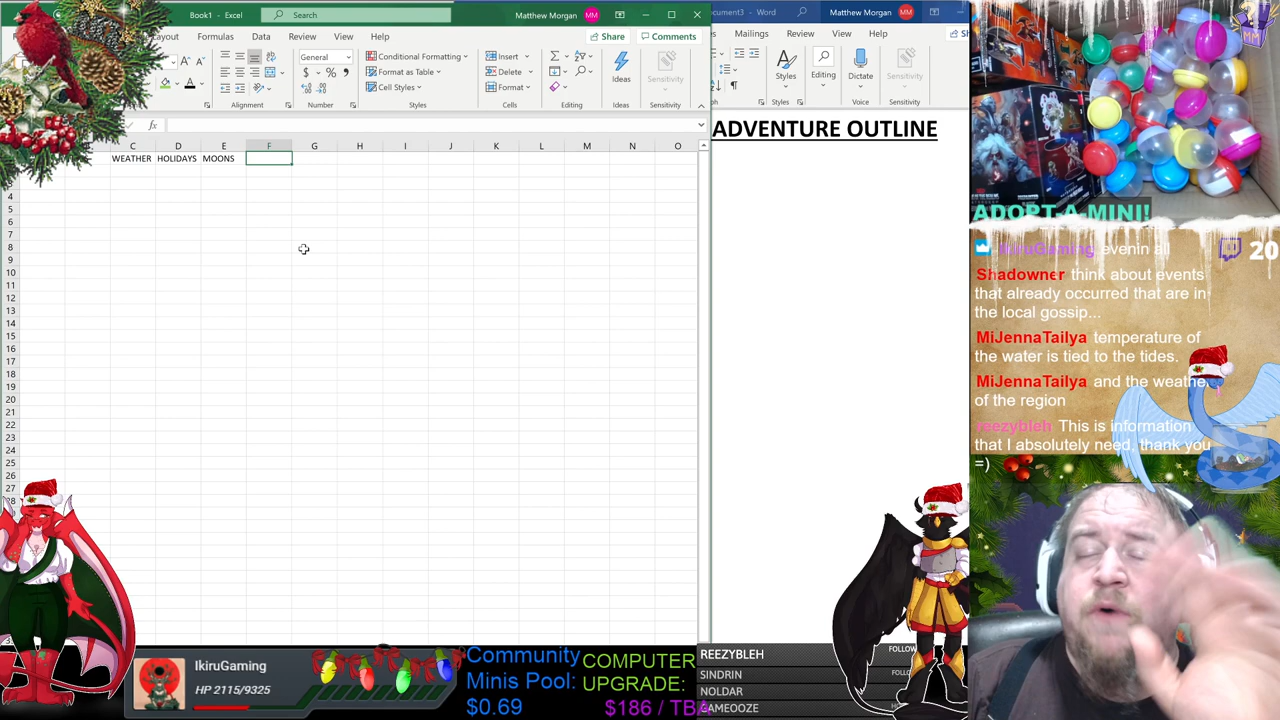 Book1 - Excel
Search
Matthew Morgan MM
Formulas Data Review View Help
Share Comments
General
Conditional Formatting
Format as Table
Cell Styles
Insert
Delete
Format
Ideas
Sensitivity
Alignment Number Styles Cells Editing Ideas Sensitivity
fx
C D E F G H I J K L M N O
WEATHER HOLIDAYS MOONS
4
5
6
7
8
9
10
11
12
13
14
15
16
17
18
19
20
21
22
23
24
25
26
27
Word
Matthew Morgan MM
Mailings Review View Help
Styles Editing Dictate Sensitivity
Styles Voice Sensitivity
ADVENTURE OUTLINE
MM
ADOPT-A-MINI!
IkiruGaming evenin all
20
Shadowner think about events
that already occurred that are in
the local gossip...
MiJennaTailya temperature of
the water is tied to the tides.
MiJennaTailya and the weather
of the region
reezybleh This is information
that I absolutely need, thank you
=)
IkiruGaming
HP 2115/9325
Community
Minis Pool:
$0.69
COMPUTER
UPGRADE:
$186 / TBA
REEZYBLEH FOLLOW
SINDRIN
NOLDAR
GAMEOOZE